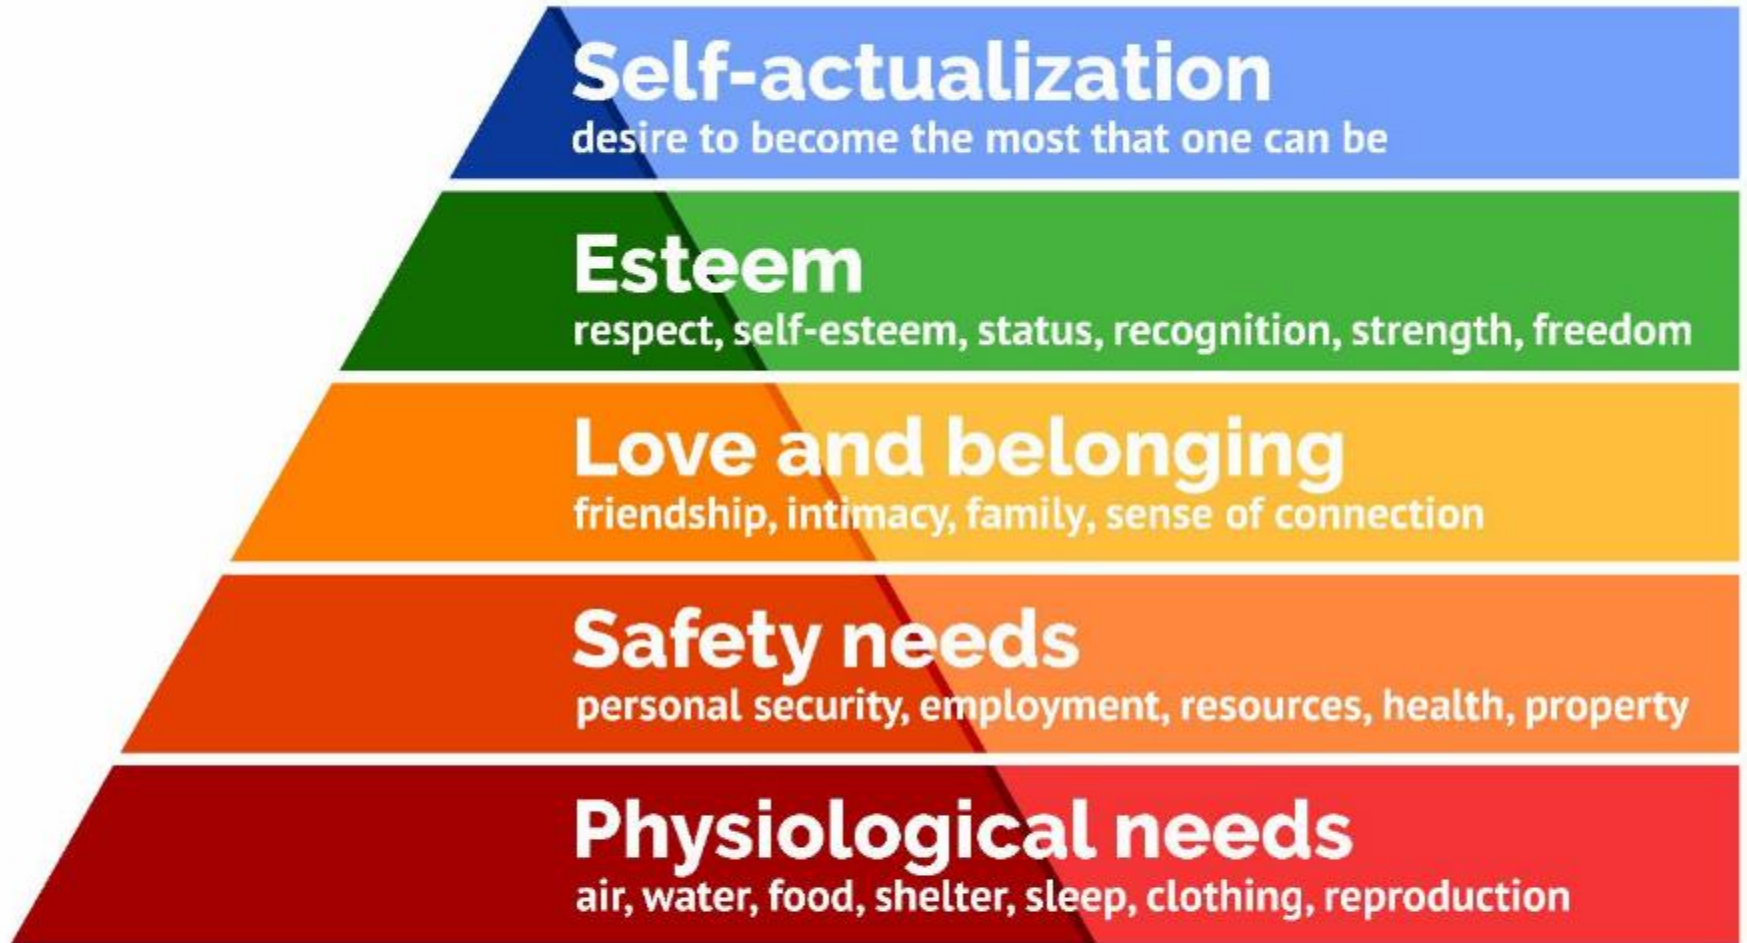 Self-actualization
desire to become the most that one can be
Esteem
respect, self-esteem, status, recognition, strength, freedom
Love and belonging
friendship, intimacy, family, sense of connection
Safety needs
personal security, employment, resources, health, property
Physiological needs
air, water, food, shelter, sleep, clothing, reproduction